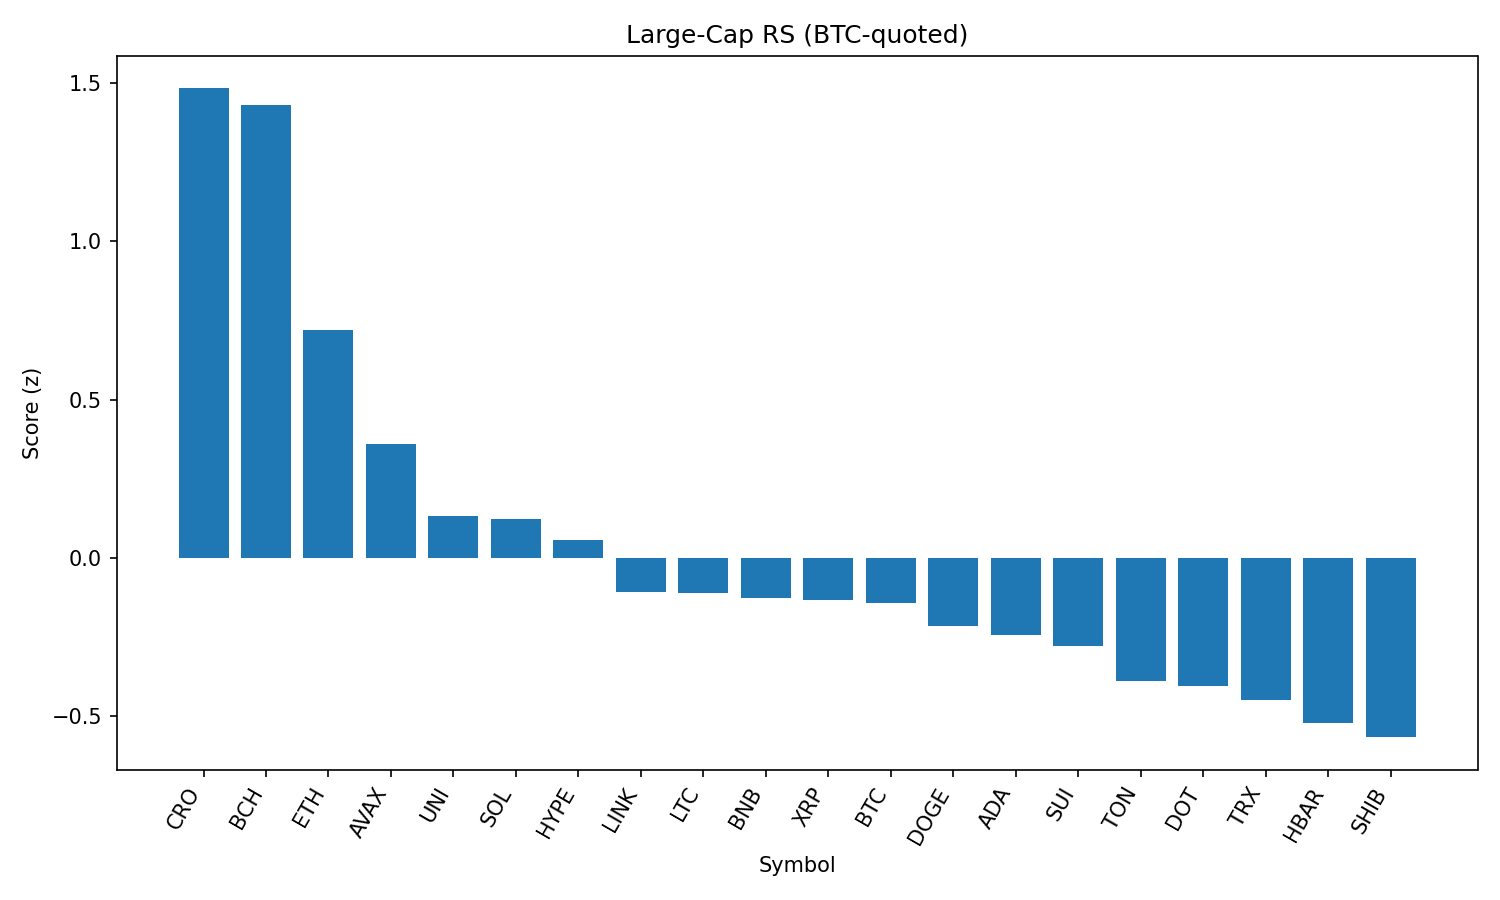 Large-Cap RS (BTC-quoted)
Score (z)
1.5
1.0
0.5
0.0
−0.5
CRO
BCH
ETH
AVAX
UNI
SOL
HYPE
LINK
LTC
BNB
XRP
BTC
DOGE
ADA
SUI
TON
DOT
TRX
HBAR
SHIB
Symbol